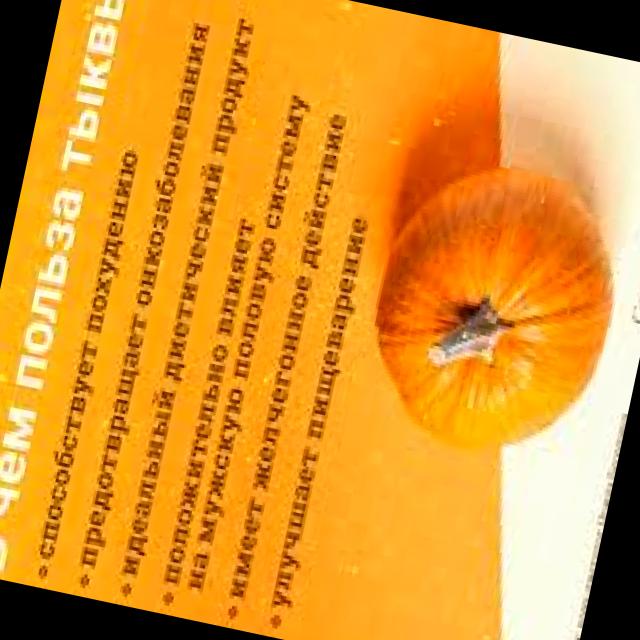 в чем польза тыквы
-способствует похудению
- предотвращает онкозаболевания
- идеальный диетический продукт
- положительно влияет
на мужскую половую систему
- имеет желчегонное действие
- улучшает пищеварение